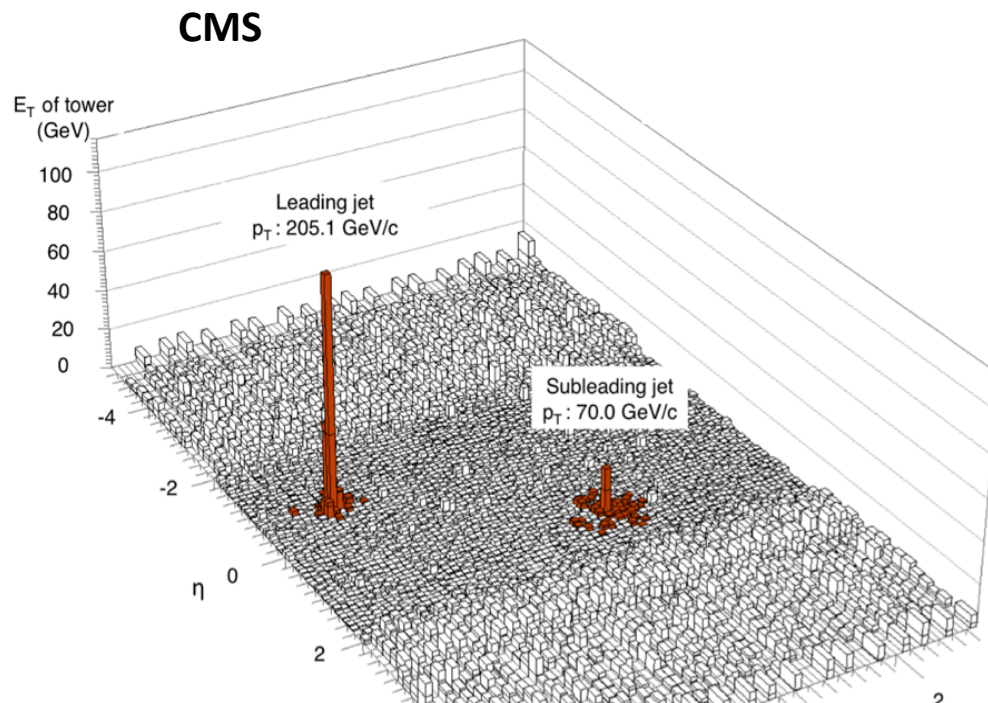 CMS
E_T of tower
(GeV)
100
80
60
40
20
0
Leading jet
p_T : 205.1 GeV/c
Subleading jet
p_T : 70.0 GeV/c
-4
-2
η 0
2
2